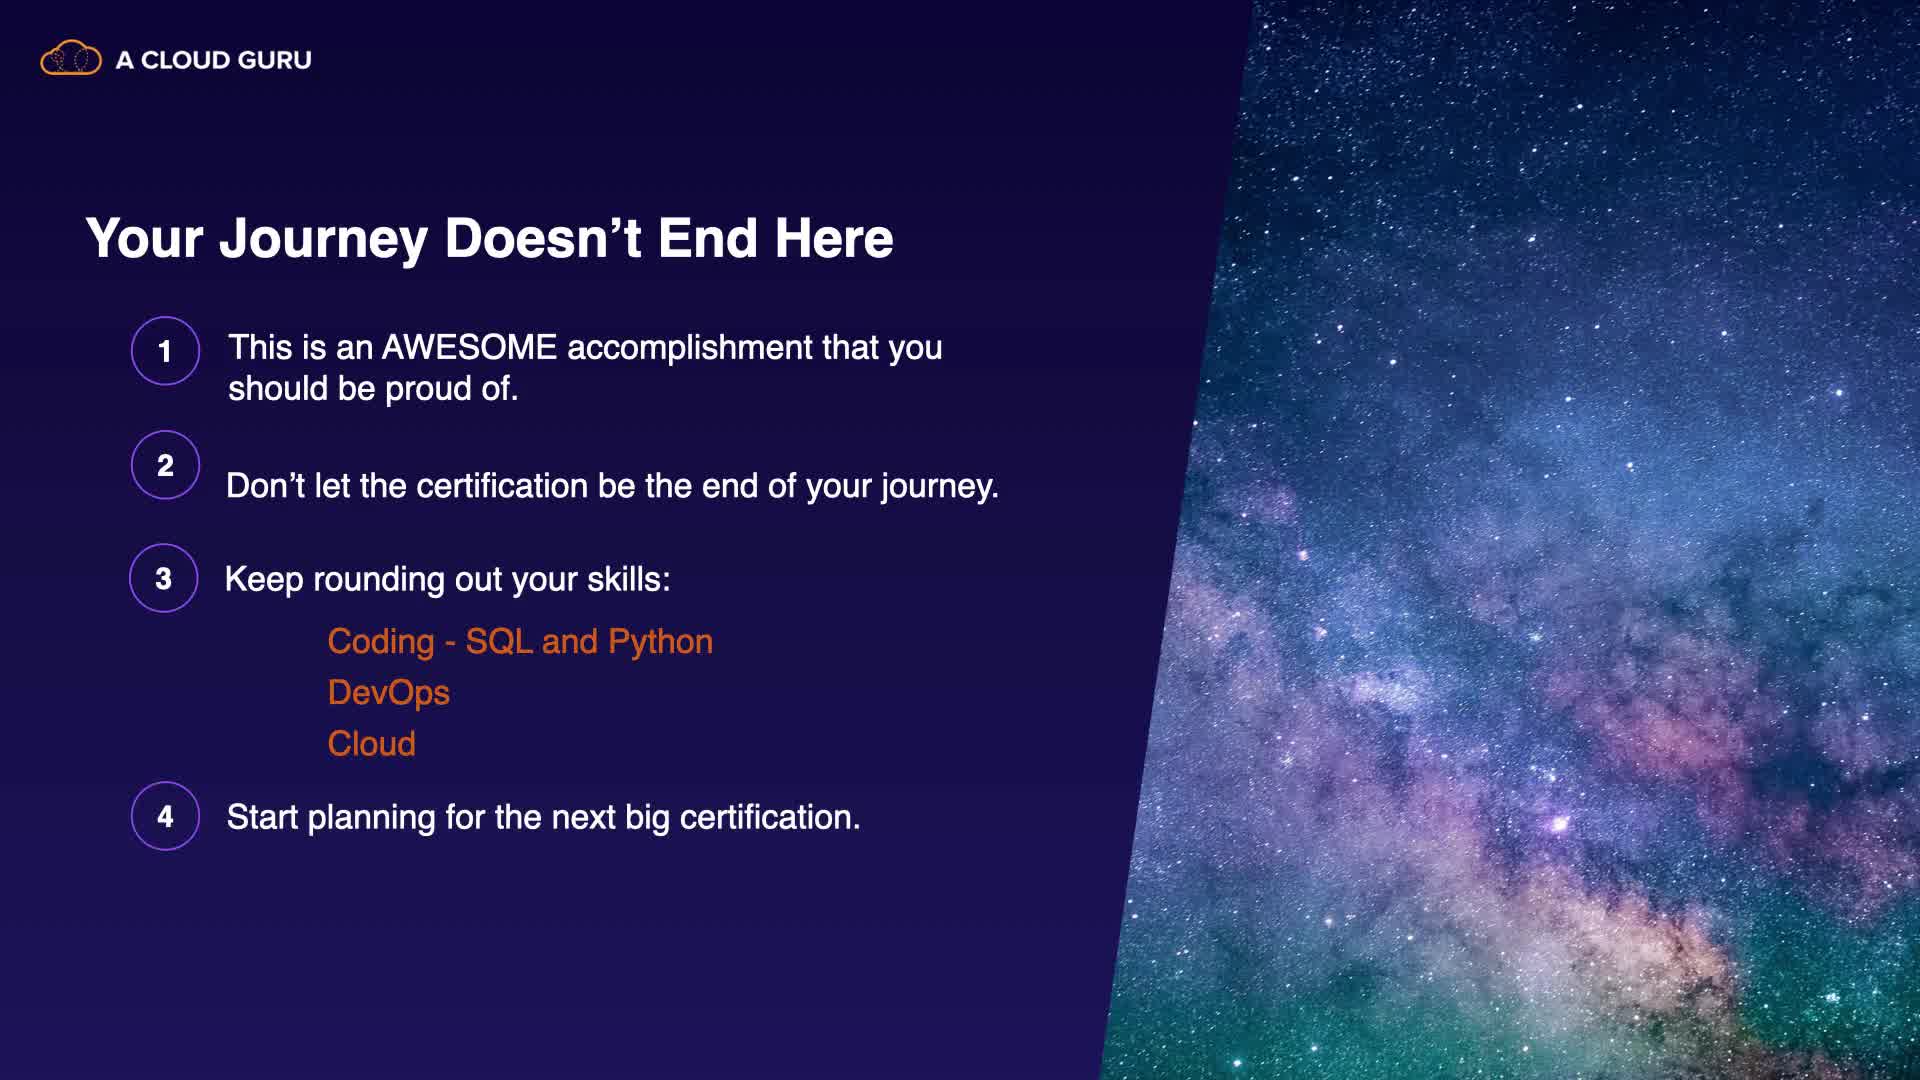 A CLOUD GURU
Your Journey Doesn’t End Here
1 This is an AWESOME accomplishment that you
should be proud of.
2 Don’t let the certification be the end of your journey.
3 Keep rounding out your skills:
Coding - SQL and Python
DevOps
Cloud
4 Start planning for the next big certification.